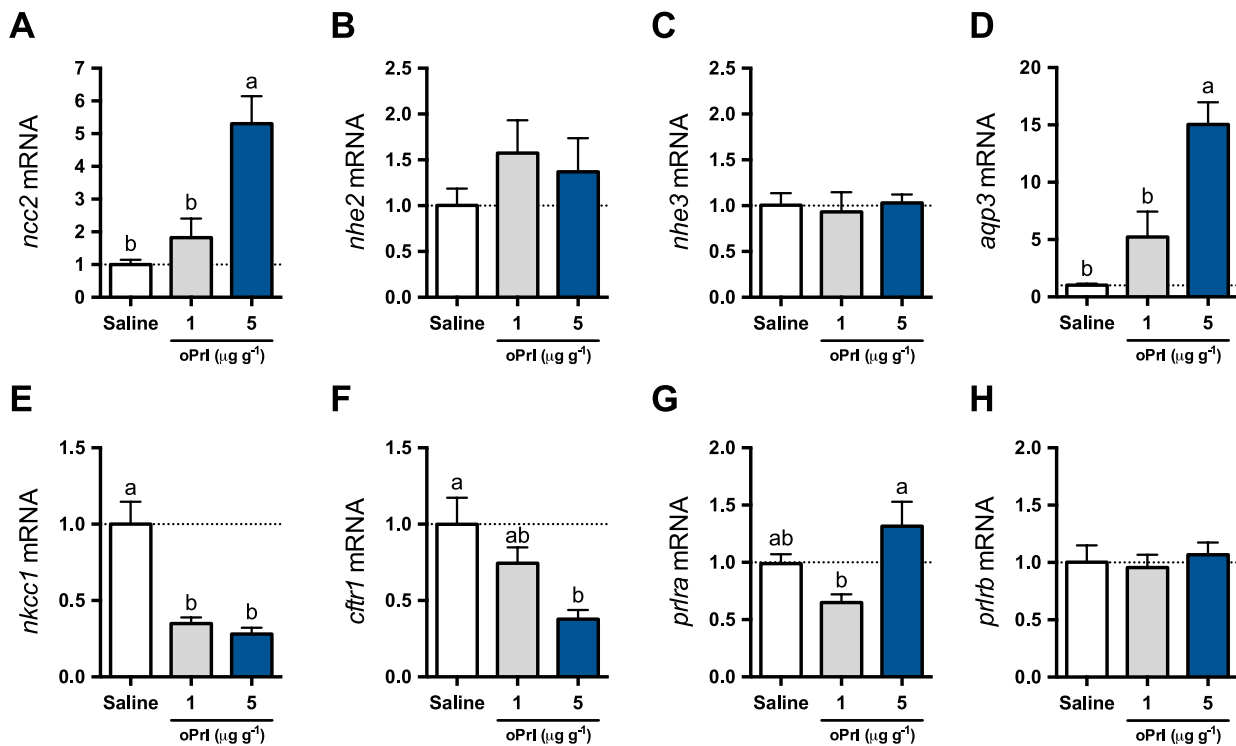 A
ncc2 mRNA
7
6
5
4
3
2
1
0
b
b
a
Saline
1
5
oPrl (μg g⁻¹)
B
nhe2 mRNA
2.5
2.0
1.5
1.0
0.5
0.0
Saline
1
5
oPrl (μg g⁻¹)
C
nhe3 mRNA
2.5
2.0
1.5
1.0
0.5
0.0
Saline
1
5
oPrl (μg g⁻¹)
D
aqp3 mRNA
20
15
10
5
0
b
b
a
Saline
1
5
oPrl (μg g⁻¹)
E
nkcc1 mRNA
1.5
1.0
0.5
0.0
a
b
b
Saline
1
5
oPrl (μg g⁻¹)
F
cftr1 mRNA
1.5
1.0
0.5
0.0
a
ab
b
Saline
1
5
oPrl (μg g⁻¹)
G
prlra mRNA
2.0
1.5
1.0
0.5
0.0
ab
b
a
Saline
1
5
oPrl (μg g⁻¹)
H
prlrb mRNA
2.0
1.5
1.0
0.5
0.0
Saline
1
5
oPrl (μg g⁻¹)